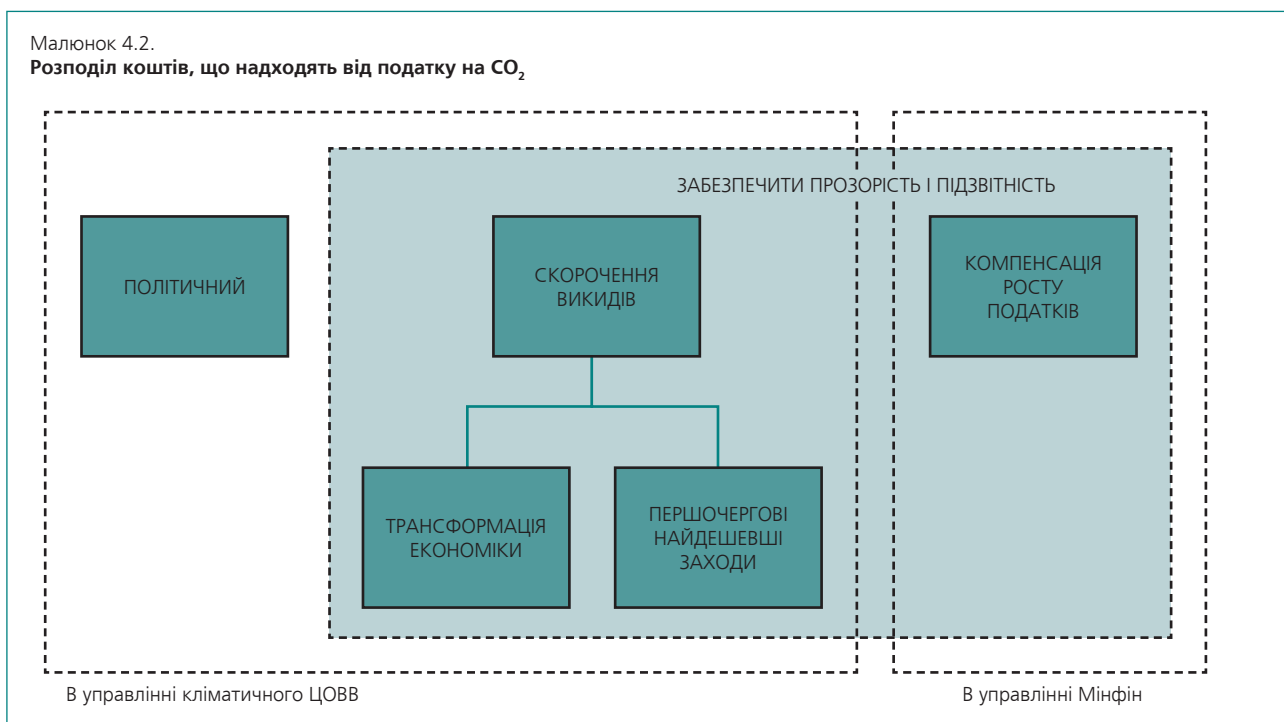 Малюнок 4.2.
Розподіл коштів, що надходять від податку на CO₂
ЗАБЕЗПЕЧИТИ ПРОЗОРІСТЬ І ПІДЗВІТНІСТЬ
ПОЛІТИЧНИЙ
СКОРОЧЕННЯ
ВИКИДІВ
КОМПЕНСАЦІЯ
РОСТУ
ПОДАТКІВ
ТРАНСФОРМАЦІЯ
ЕКОНОМІКИ
ПЕРШОЧЕРГОВІ
НАЙДЕШЕВШІ
ЗАХОДИ
В управлінні кліматичного ЦОВВ
В управлінні Мінфін